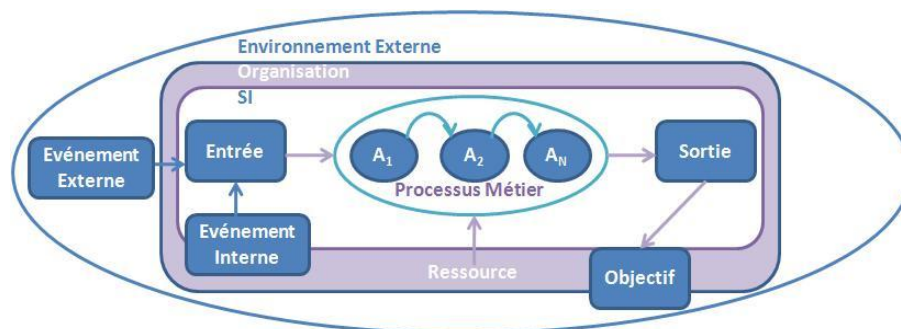 Environnement Externe
Organisation
SI
Evénement
Externe
Entrée
A1
A2
AN
Processus Métier
Sortie
Evénement
Interne
Ressource
Objectif